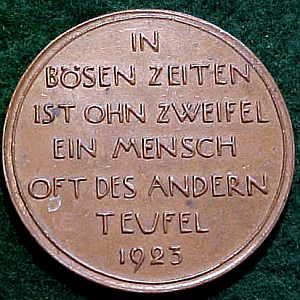 IN
BÖSEN ZEITEN
IST OHN ZWEIFEL
EIN MENSCH
OFT DES ANDERN
TEUFEL
1923